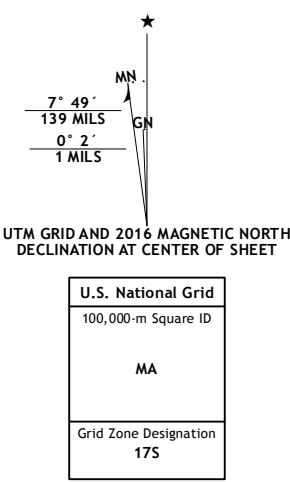 ★
MN
7° 49´
139 MILS
GN
0° 2´
1 MILS
UTM GRID AND 2016 MAGNETIC NORTH
DECLINATION AT CENTER OF SHEET
U.S. National Grid
100,000-m Square ID
MA
Grid Zone Designation
17S